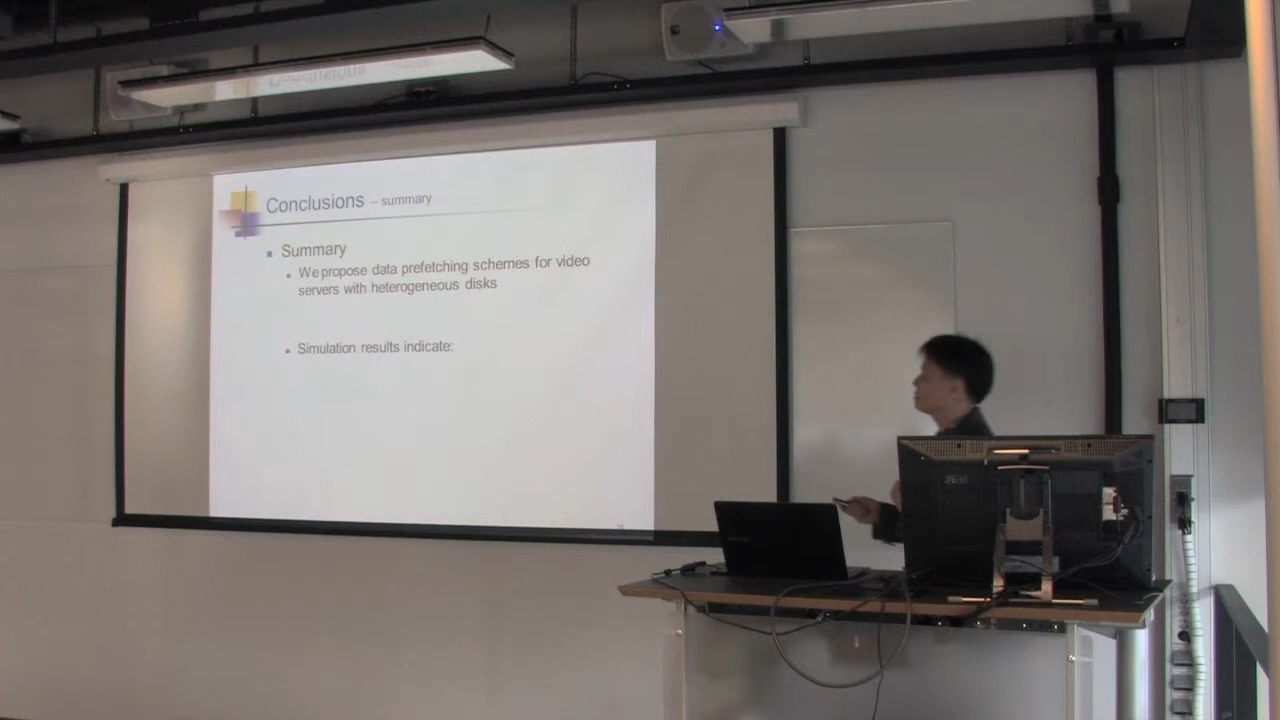 Conclusions – summary
Summary
We propose data prefetching schemes for video
servers with heterogeneous disks
Simulation results indicate: